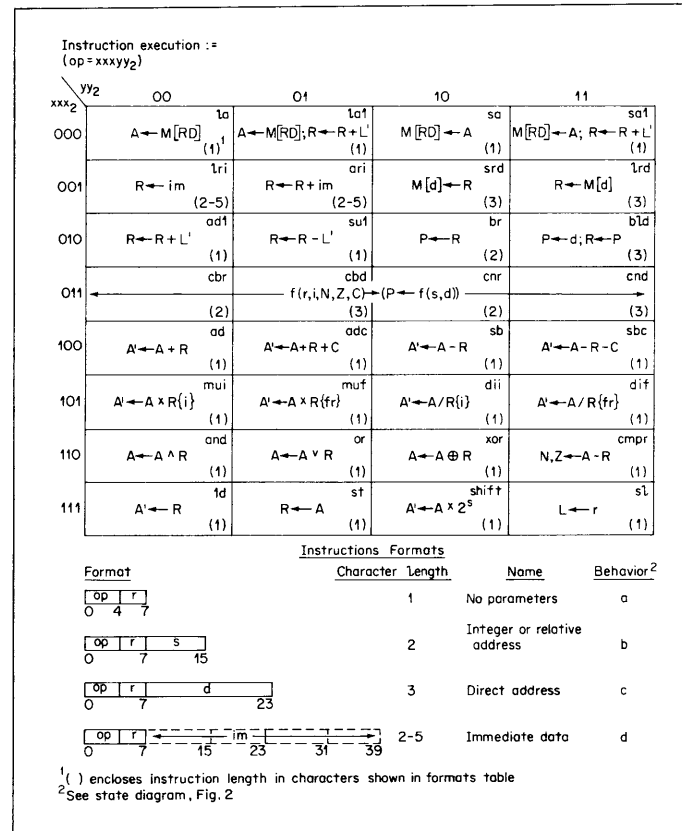 Instruction execution :=
(op=xxxyy₂)
yy₂
xxx₂ 00 01 10 11
la la1 sa sa1
000 A←M[RD] A←M[RD];R←R+L' M[RD]←A M[RD]←A; R←R+L'
(1)¹ (1) (1) (1)
lri ari srd lrd
001 R←im R←R+im M[d]←R R←M[d]
(2-5) (2-5) (3) (3)
ad1 su1 br bld
010 R←R+L' R←R-L' P←R P←d;R←P
(1) (1) (2) (3)
cbr cbd cnr cnd
011 f(r,i,N,Z,C)→(P←f(s,d))
(2) (3) (2) (3)
ad adc sb sbc
100 A'←A+R A'←A+R+C A'←A-R A'←A-R-C
(1) (1) (1) (1)
mui muf dii dif
101 A'←A×R{i} A'←A×R{fr} A'←A/R{i} A'←A/R{fr}
(1) (1) (1) (1)
and or xor cmpr
110 A←A∧R A←A∨R A←A⊕R N,Z←A-R
(1) (1) (1) (1)
ld st shift sl
111 A'←R R←A A'←A×2ˢ L←r
(1) (1) (1) (1)
Instructions Formats
Format Character length Name Behavior²
op r
0 4 7
1 No parameters a
op r s
0 7 15
2 Integer or relative
address b
op r d
0 7 23
3 Direct address c
op r im
0 7 15 23 31 39
2-5 Immediate data d
¹( ) encloses instruction length in characters shown in formats table
²See state diagram, Fig. 2